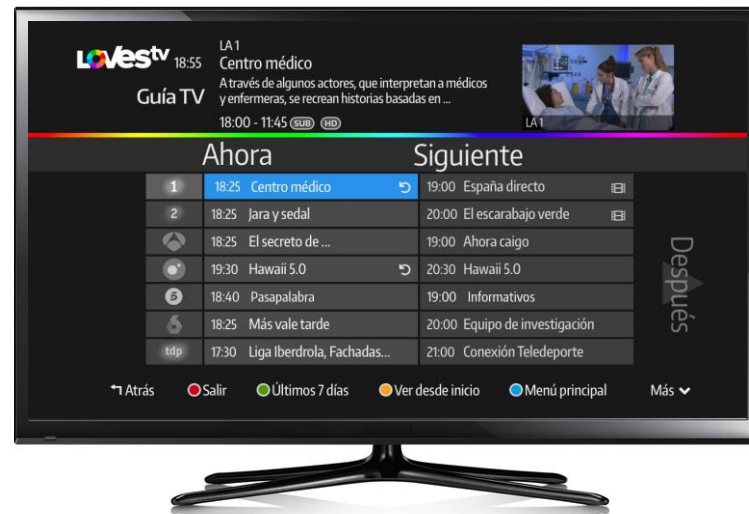 LOVEStv 18:55
Guía TV
LA 1
Centro médico
A través de algunos actores, que interpretan a médicos
y enfermeras, se recrean historias basadas en ...
18:00 - 11:45 SUB HD
LA 1
Ahora Siguiente
1 18:25 Centro médico 19:00 España directo
2 18:25 Jara y sedal 20:00 El escarabajo verde
18:25 El secreto de ... 19:00 Ahora caigo
19:30 Hawaii 5.0 20:30 Hawaii 5.0
5 18:40 Pasapalabra 19:00 Informativos
6 18:25 Más vale tarde 20:00 Equipo de investigación
tdp 17:30 Liga Iberdrola, Fachadas... 21:00 Conexión Teledeporte
Después
Atrás Salir Últimos 7 días Ver desde inicio Menú principal Más